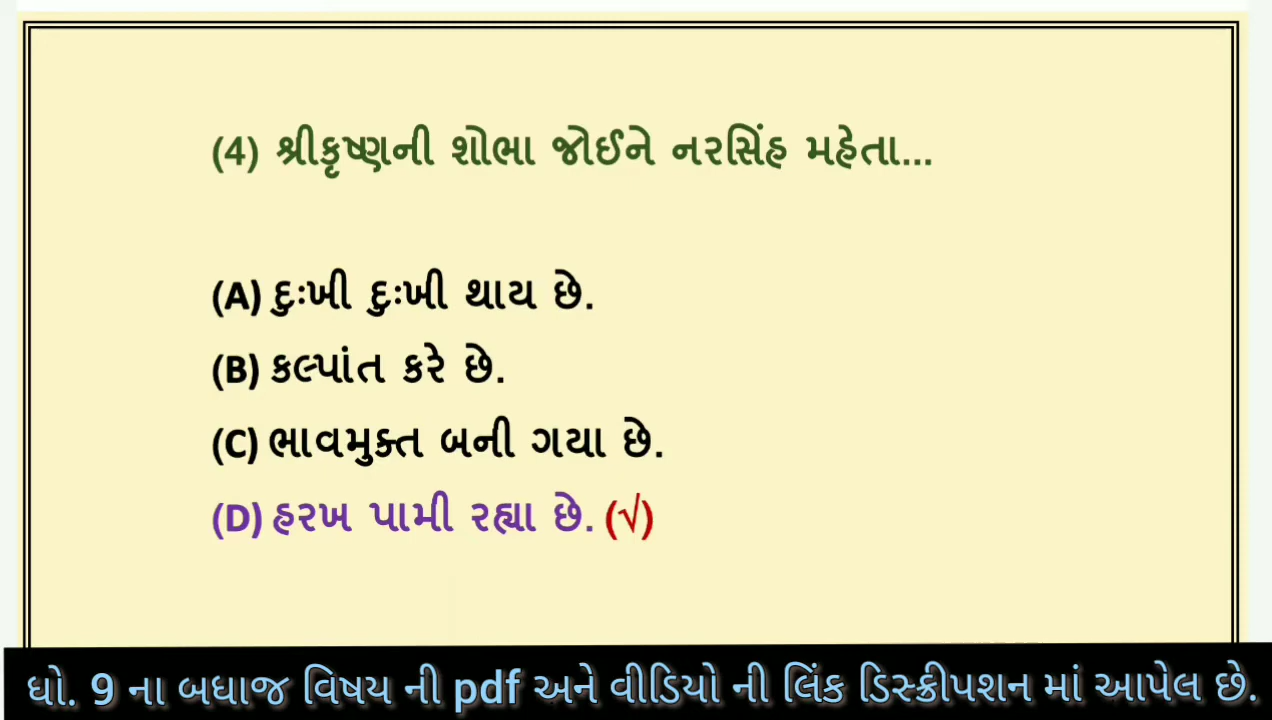 (4) શ્રીકૃષ્ણની શોભા જોઈને નરસિંહ મહેતા...
(A) દુઃખી દુઃખી થાય છે.
(B) કલ્પાંત કરે છે.
(C) ભાવમુક્ત બની ગયા છે.
(D) હરખ પામી રહ્યા છે. (√)
ધો. 9 ના બધાજ વિષય ની pdf અને વીડિયો ની લિંક ડિસ્ક્રીપશન માં આપેલ છે.